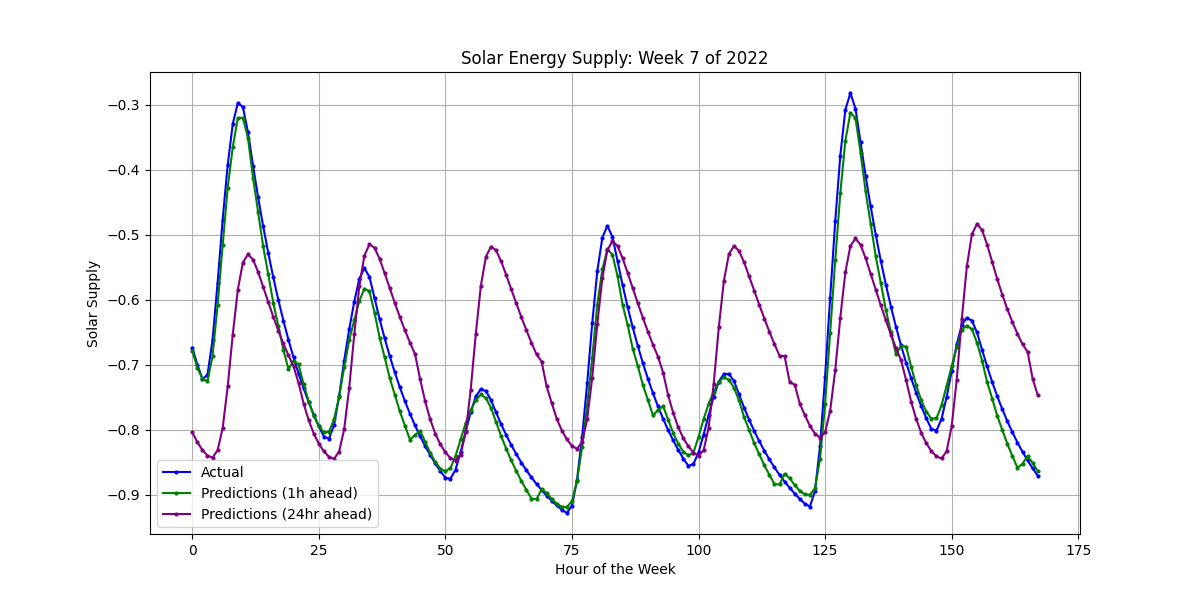 Solar Energy Supply: Week 7 of 2022
Solar Supply
−0.3
−0.4
−0.5
−0.6
−0.7
−0.8
−0.9
Actual
Predictions (1h ahead)
Predictions (24hr ahead)
0 25 50 75 100 125 150 175
Hour of the Week